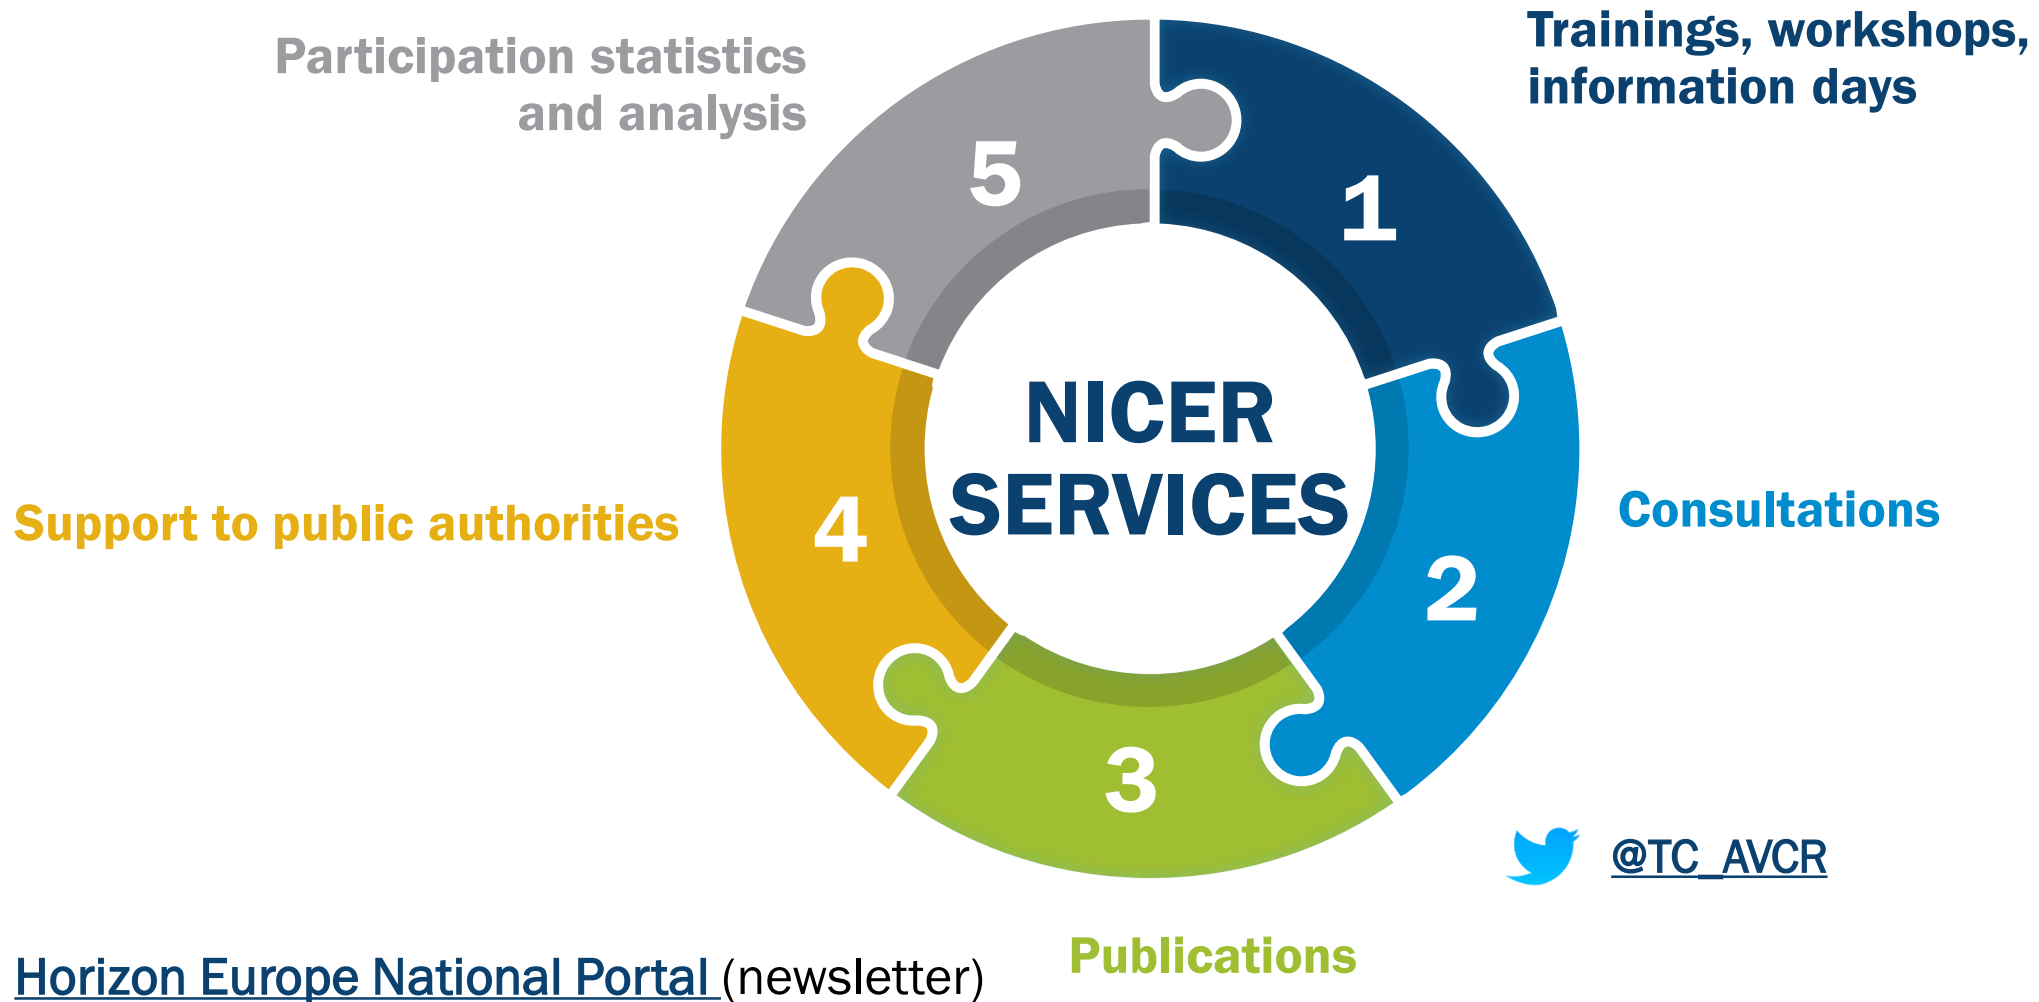 Participation statistics
and analysis
Trainings, workshops,
information days
5
1
NICER
SERVICES
Support to public authorities
4
Consultations
2
3
@TC_AVCR
Publications
Horizon Europe National Portal (newsletter)